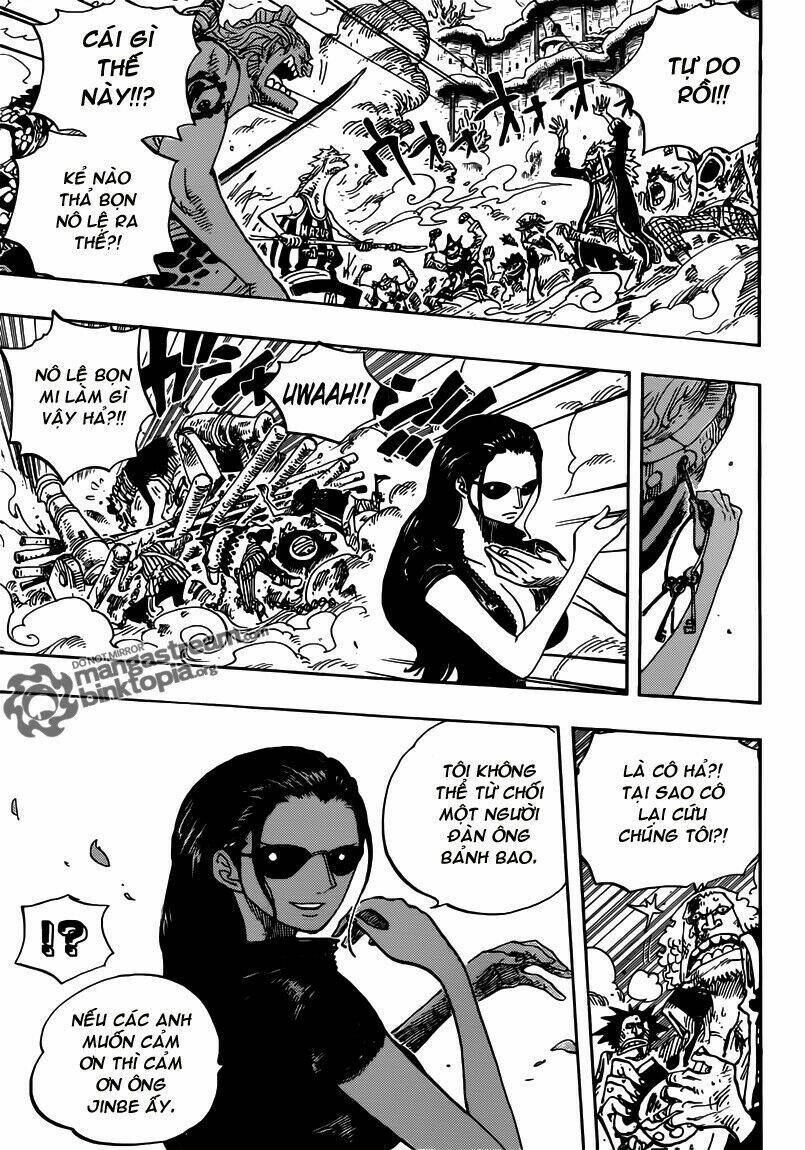 TỰ DO
RỒI!!
CÁI GÌ
THẾ
NÀY!!?
KẺ NÀO
THẢ BỌN
NÔ LỆ RA
THẾ?!
UWAAH!!
NÔ LỆ BỌN
MI LÀM GÌ
VẬY HẢ?!!
DO NOT MIRROR
mangastream.com
binktopia.org
LÀ CÔ HẢ?!
TẠI SAO CÔ
LẠI CỨU
CHÚNG TÔI?!
TÔI KHÔNG
THỂ TỪ CHỐI
MỘT NGƯỜI
ĐÀN ÔNG
BẢNH BAO.
!?
NẾU CÁC ANH
MUỐN CẢM
ƠN THÌ CẢM
ƠN ÔNG
JINBE ẤY.